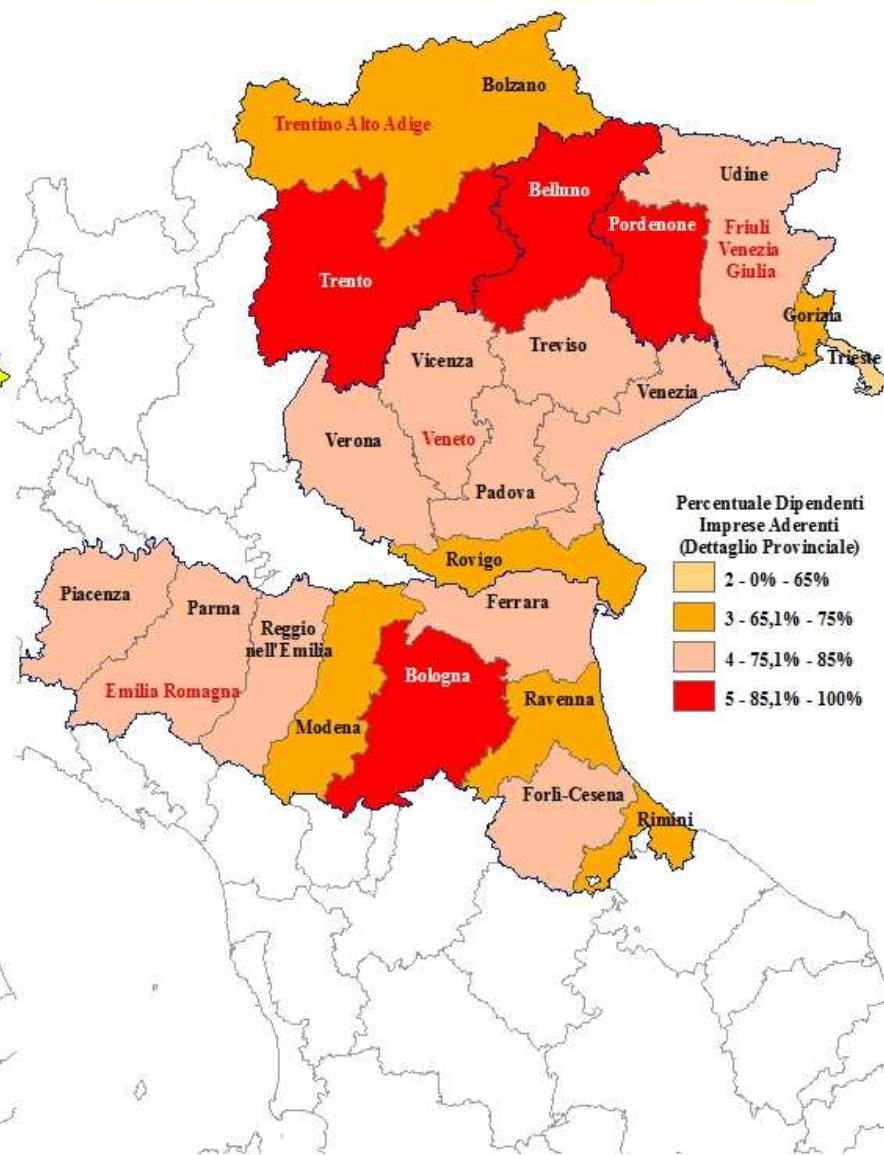 Bolzano
Trentino Alto Adige
Udine
Belluno
Pordenone
Friuli
Venezia
Giulia
Trento
Gorizia
Treviso
Trieste
Vicenza
Venezia
Verona
Veneto
Padova
Percentuale Dipendenti
Imprese Aderenti
(Dettaglio Provinciale)
2 - 0% - 65%
3 - 65,1% - 75%
4 - 75,1% - 85%
5 - 85,1% - 100%
Rovigo
Piacenza
Parma
Ferrara
Reggio
nell'Emilia
Bologna
Emilia Romagna
Ravenna
Modena
Forlì-Cesena
Rimini